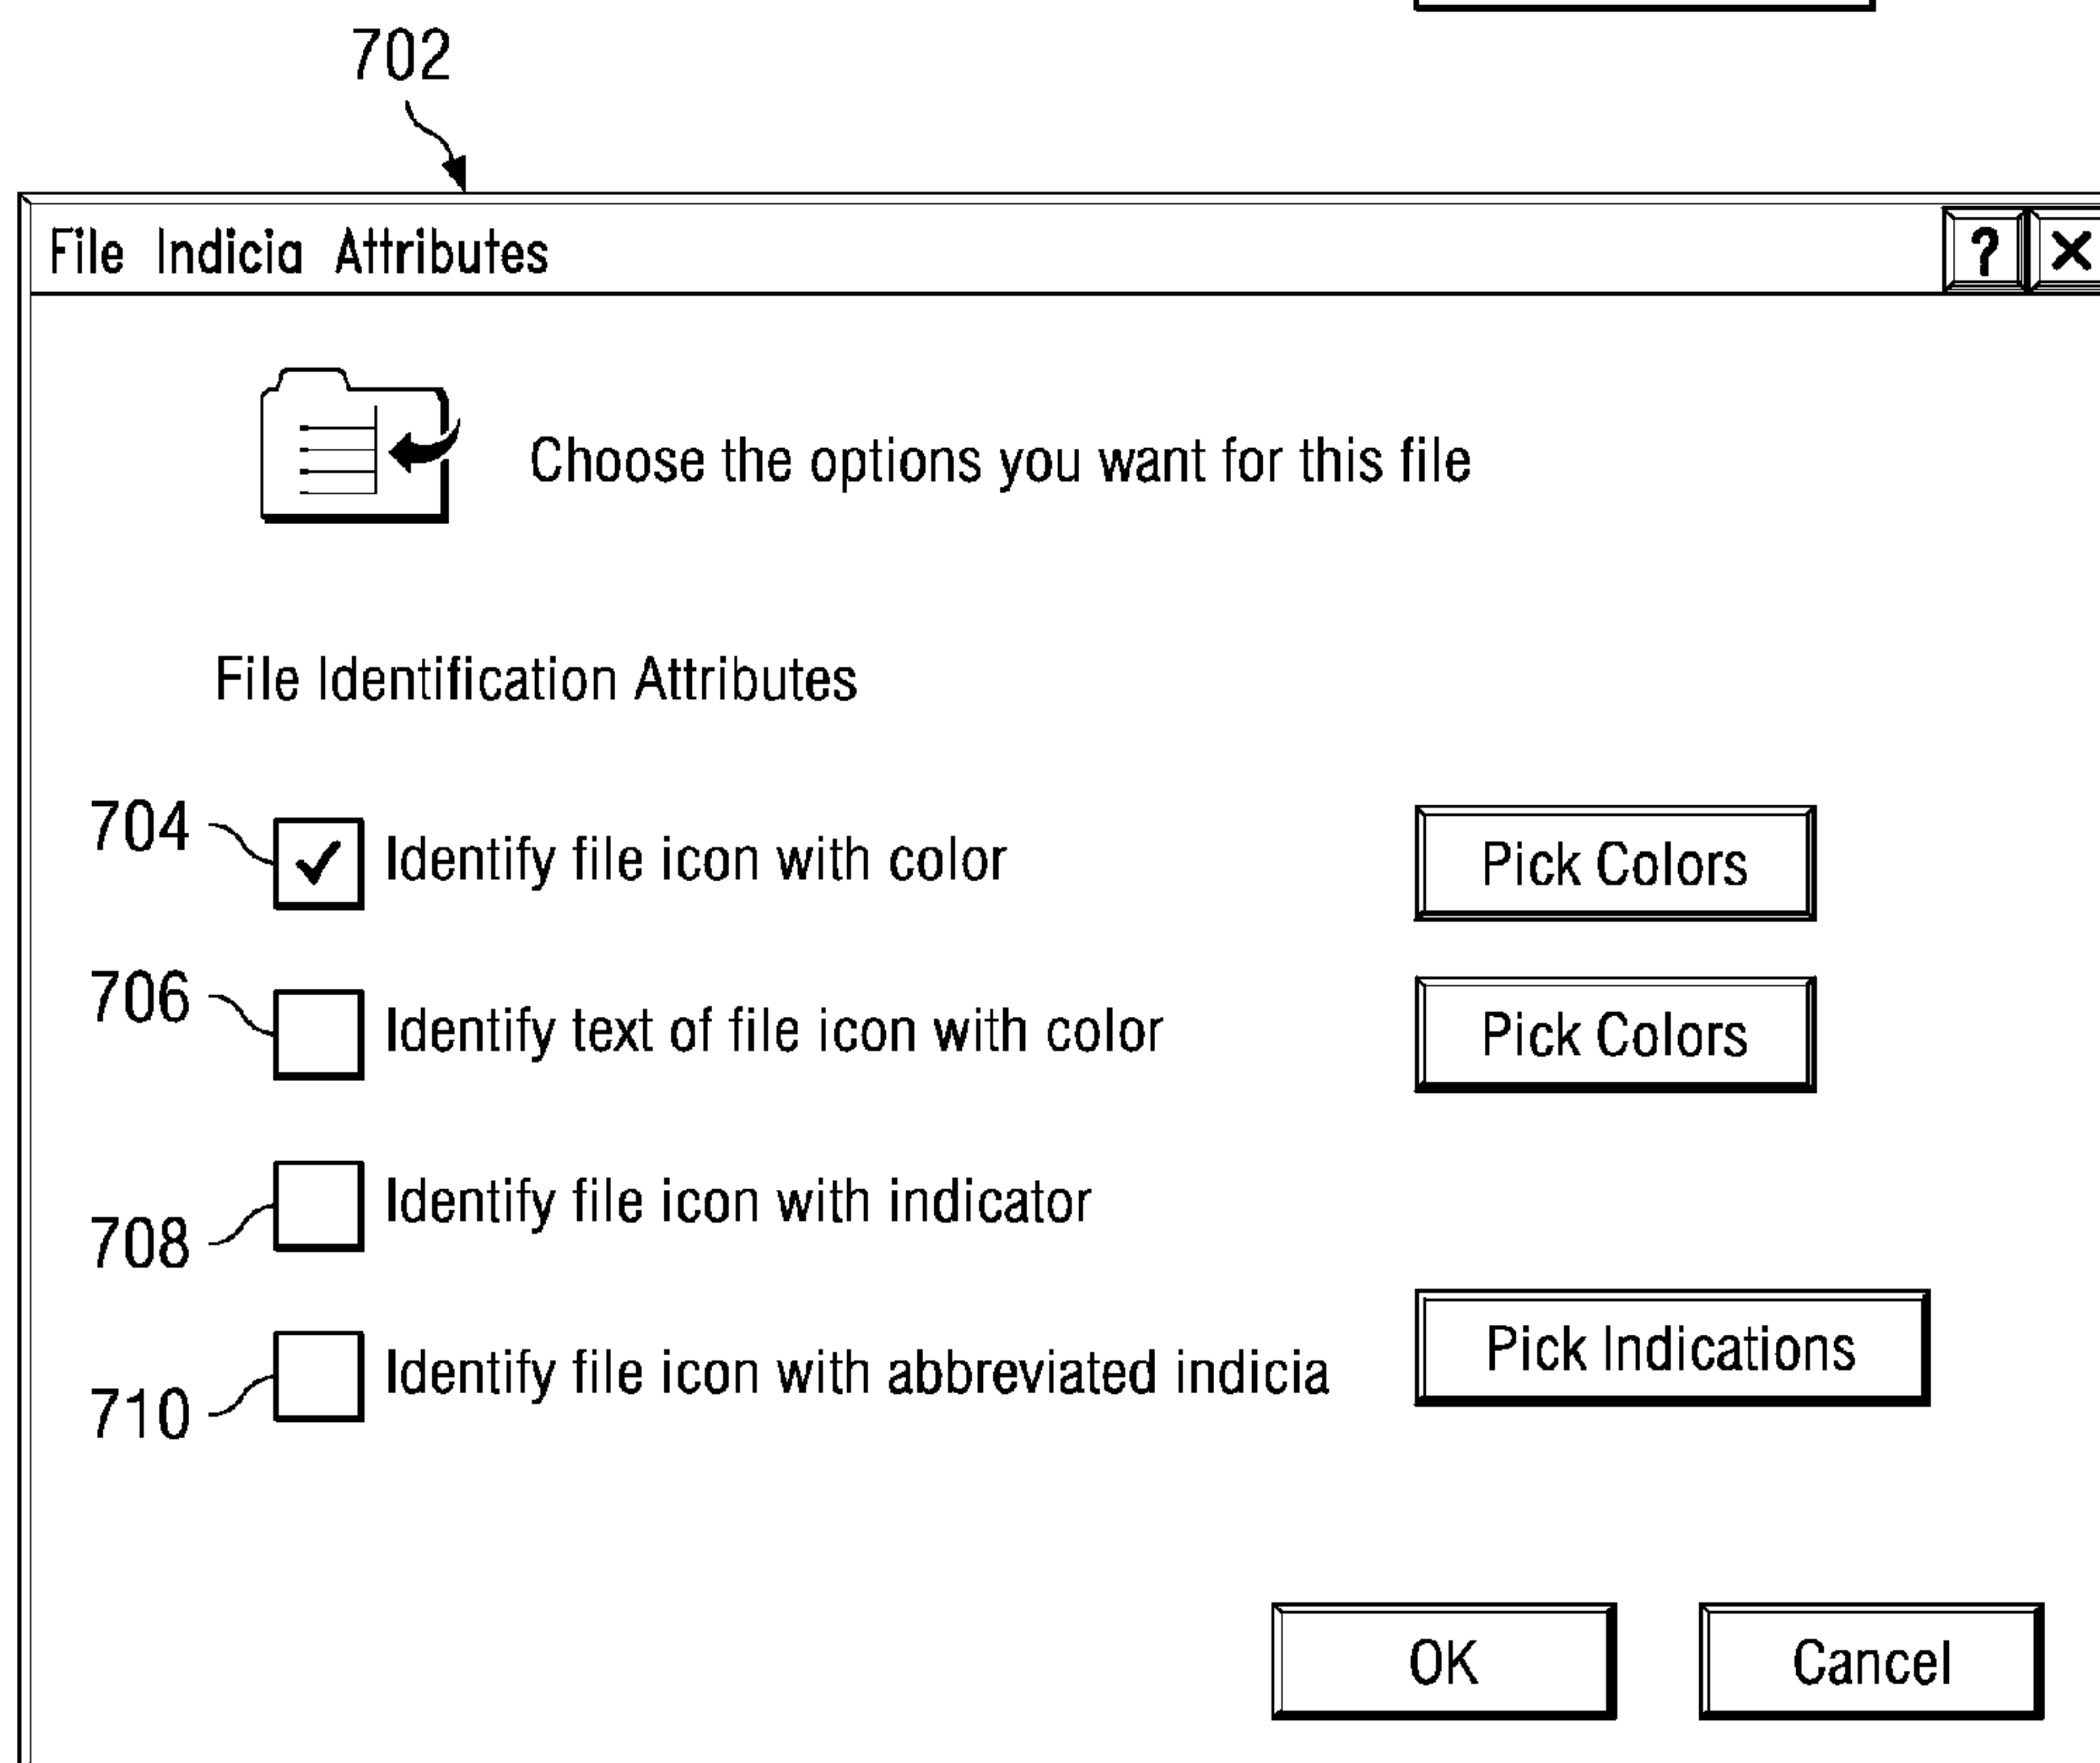 702
File Indicia Attributes ? ×
Choose the options you want for this file
File Identification Attributes
704 Identify file icon with color Pick Colors
706 Identify text of file icon with color Pick Colors
708 Identify file icon with indicator
710 Identify file icon with abbreviated indicia Pick Indications
OK Cancel